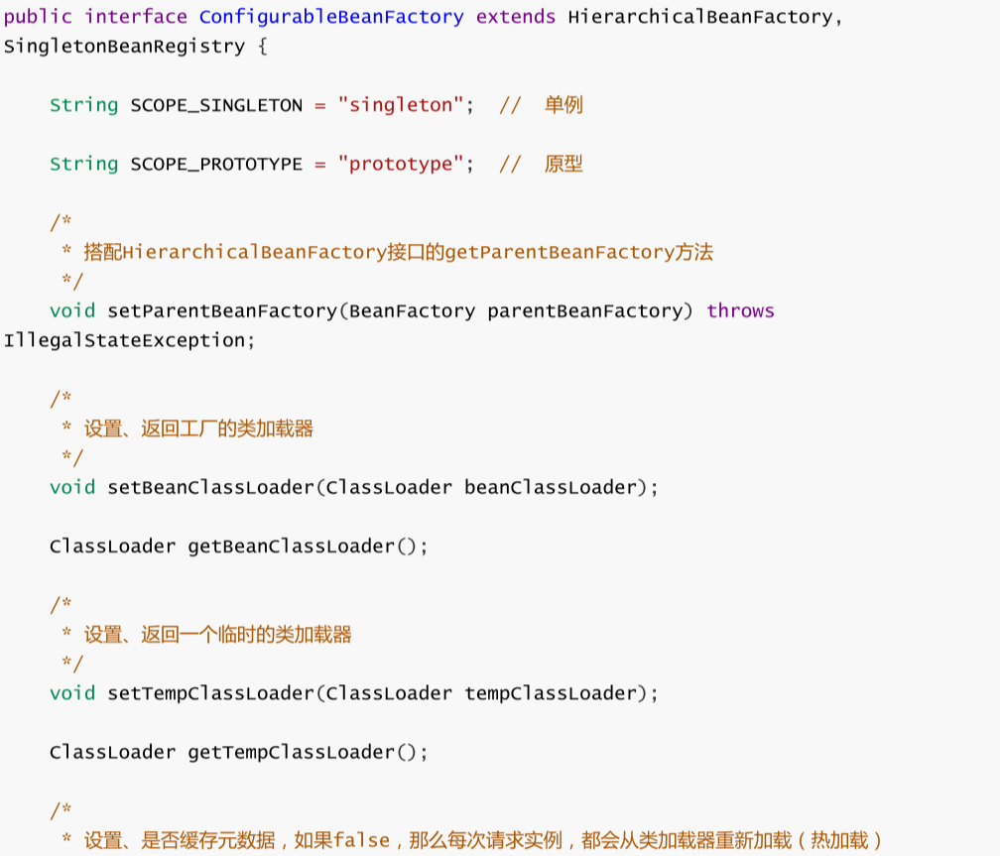 public interface ConfigurableBeanFactory extends HierarchicalBeanFactory,
SingletonBeanRegistry {
    String SCOPE_SINGLETON = "singleton";  //  单例
    String SCOPE_PROTOTYPE = "prototype";  //  原型
    /*
     * 搭配HierarchicalBeanFactory接口的getParentBeanFactory方法
     */
    void setParentBeanFactory(BeanFactory parentBeanFactory) throws
IllegalStateException;
    /*
     * 设置、返回工厂的类加载器
     */
    void setBeanClassLoader(ClassLoader beanClassLoader);
    ClassLoader getBeanClassLoader();
    /*
     * 设置、返回一个临时的类加载器
     */
    void setTempClassLoader(ClassLoader tempClassLoader);
    ClassLoader getTempClassLoader();
    /*
     * 设置、是否缓存元数据，如果false，那么每次请求实例，都会从类加载器重新加载（热加载）